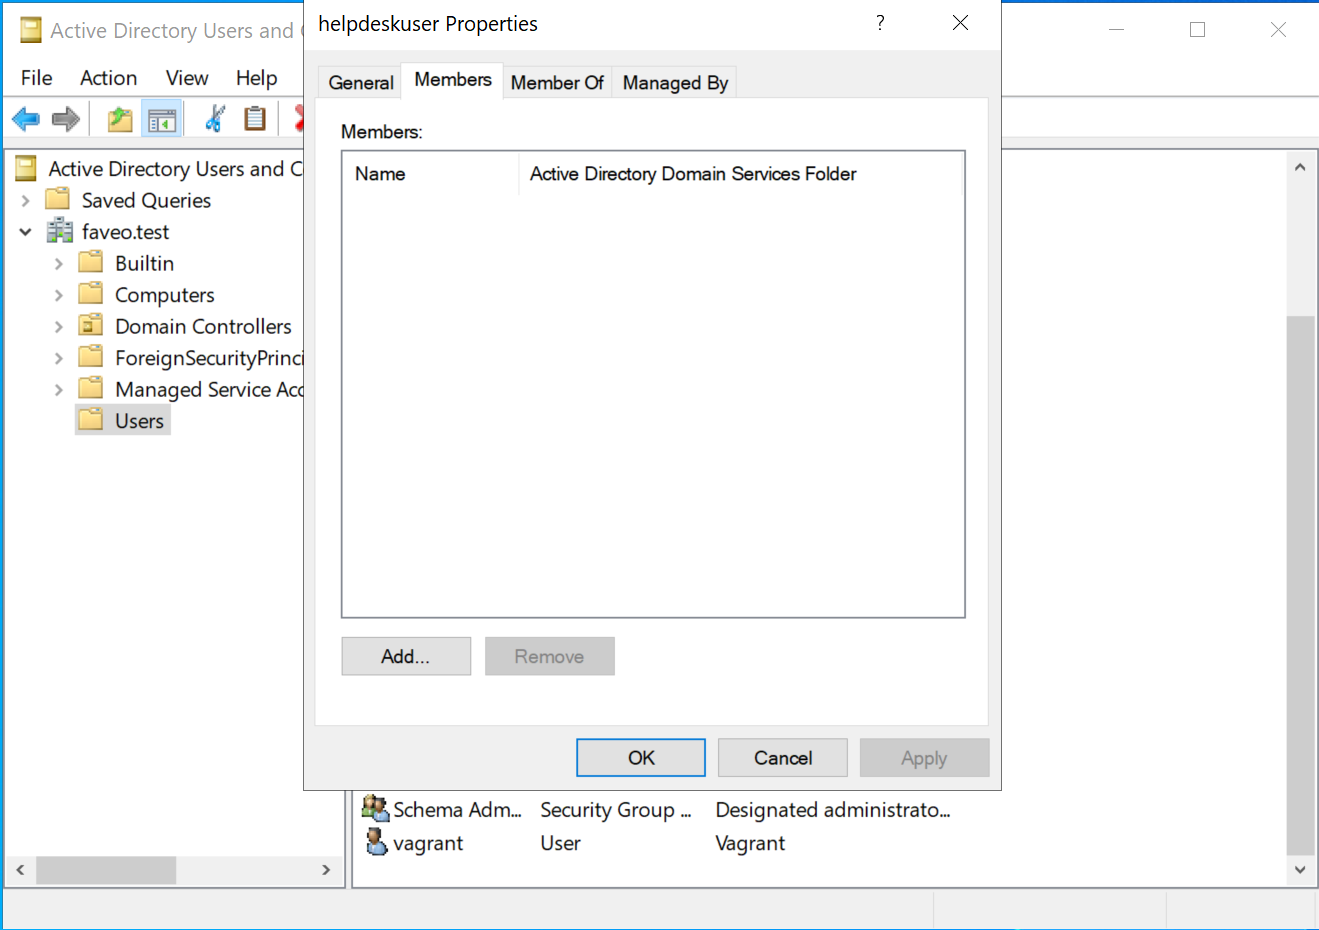 Active Directory Users and C
helpdeskuser Properties
?
File Action View Help
General Members Member Of Managed By
Members:
Name Active Directory Domain Services Folder
Active Directory Users and C
Saved Queries
faveo.test
Builtin
Computers
Domain Controllers
ForeignSecurityPrinci
Managed Service Acc
Users
Add... Remove
OK Cancel Apply
Schema Adm... Security Group ... Designated administrato...
vagrant User Vagrant